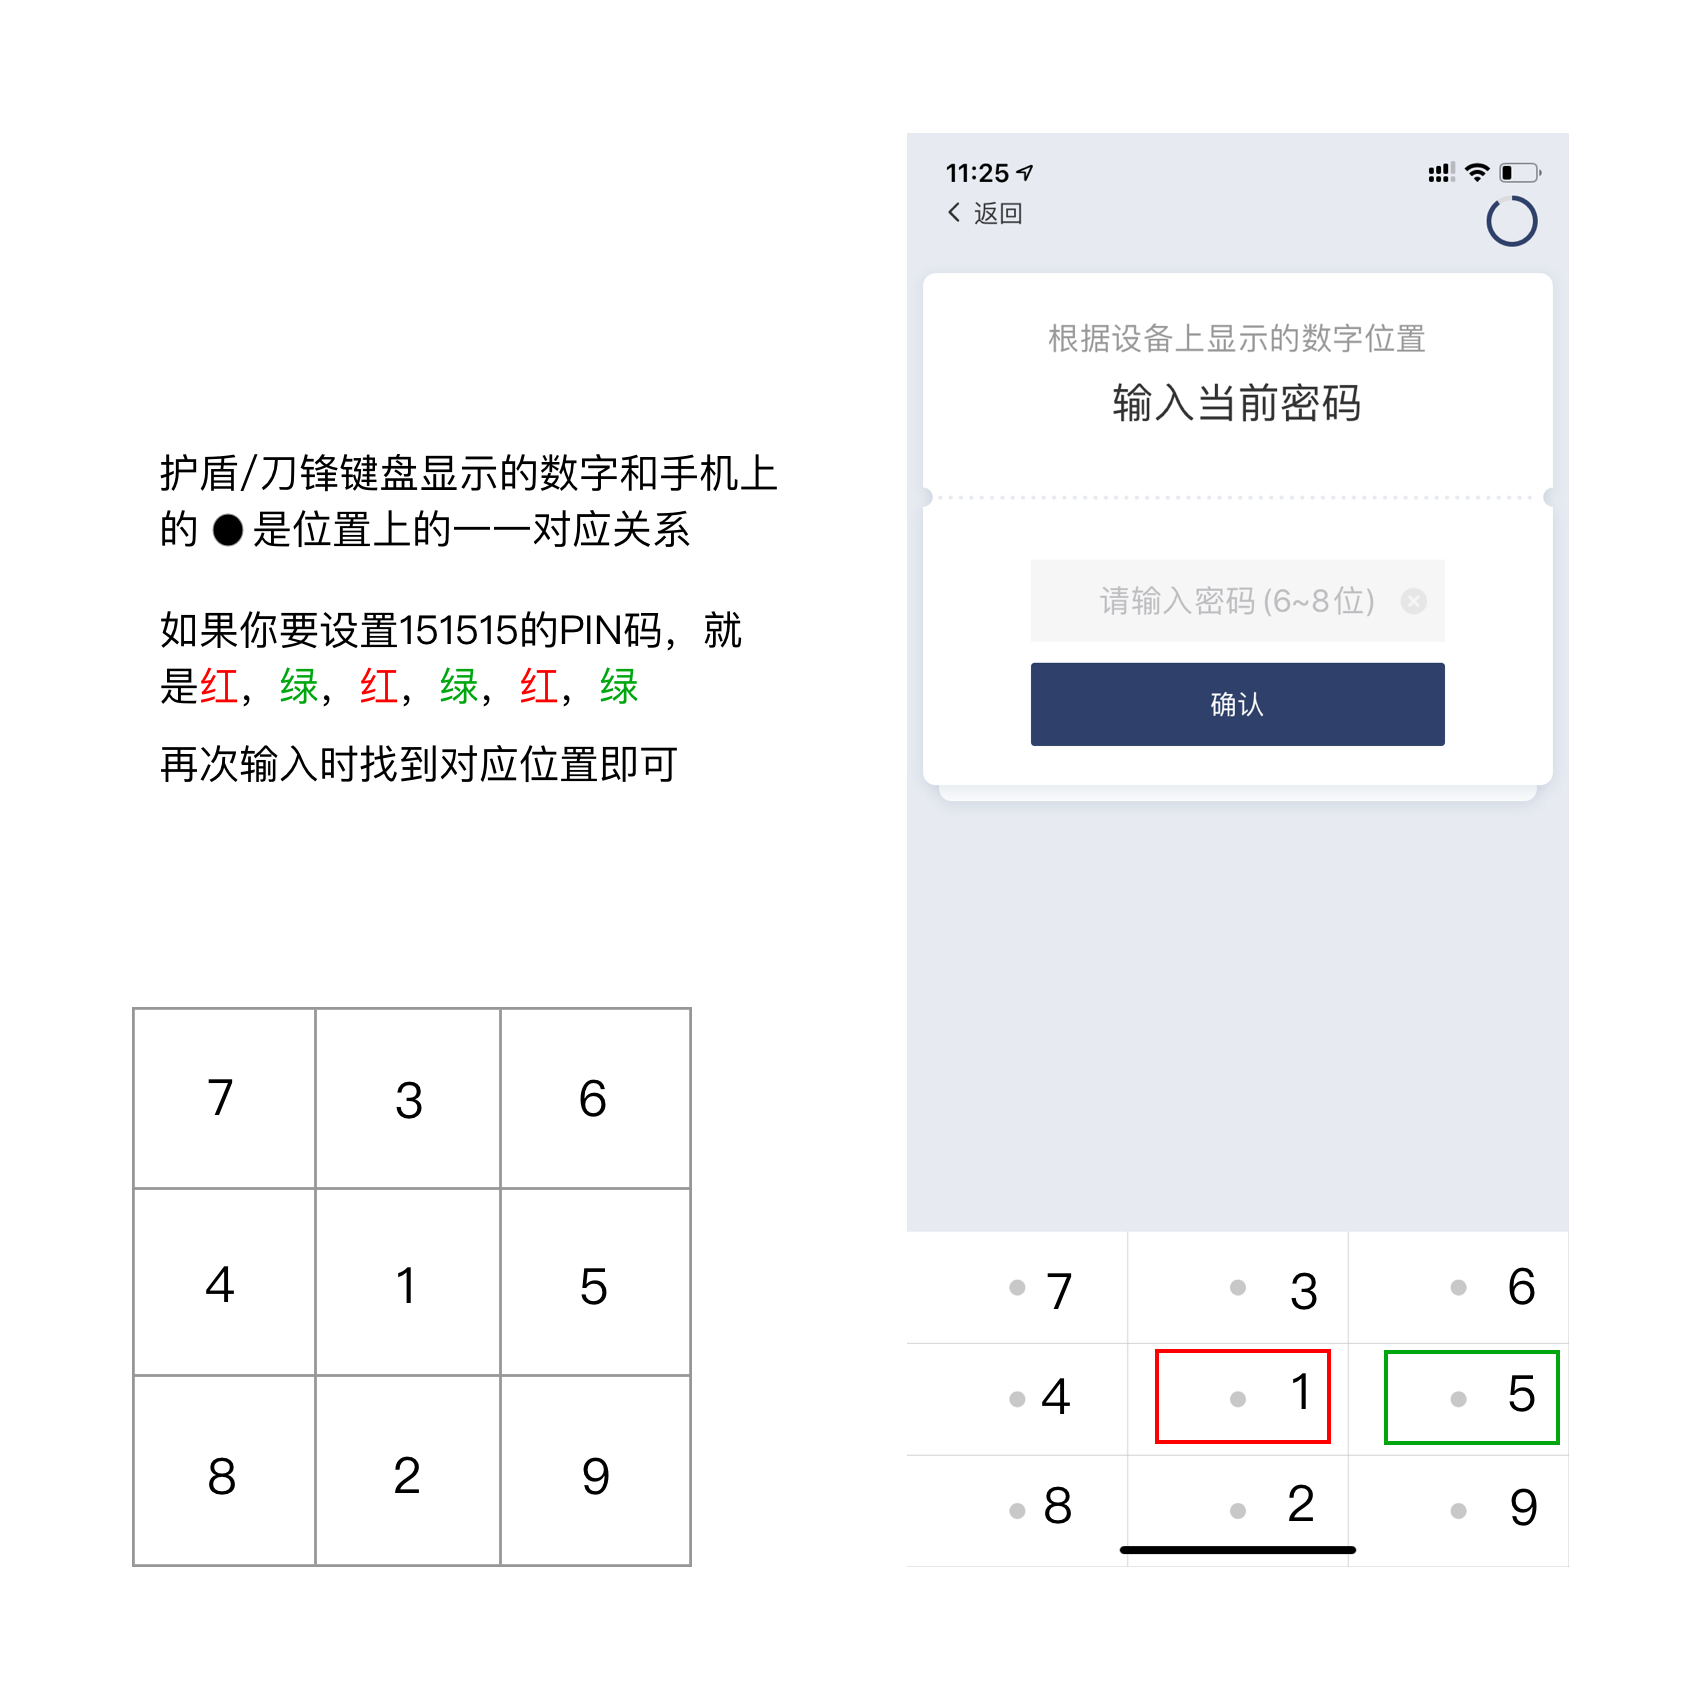 护盾/刀锋键盘显示的数字和手机上
的 ● 是位置上的一一对应关系
如果你要设置151515的PIN码，就
是红，绿，红，绿，红，绿
再次输入时找到对应位置即可
7 3 6
4 1 5
8 2 9
11:25
返回
根据设备上显示的数字位置
输入当前密码
请输入密码(6~8位)
确认
7 3 6
4 1 5
8 2 9